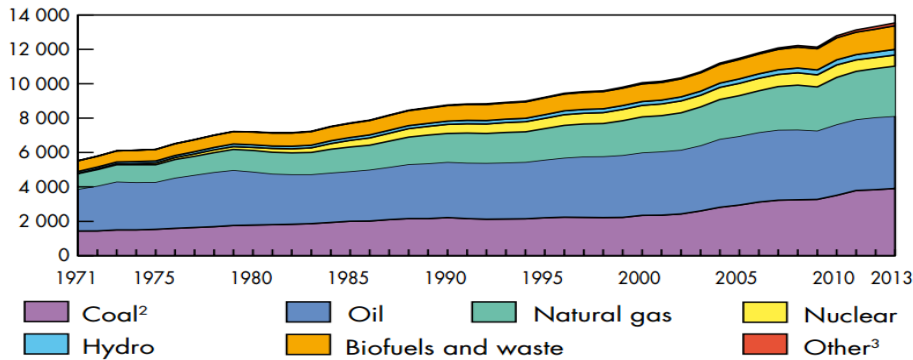 14 000
12 000
10 000
8 000
6 000
4 000
2 000
0
1971 1975 1980 1985 1990 1995 2000 2005 2010 2013
Coal² Oil Natural gas Nuclear
Hydro Biofuels and waste Other³